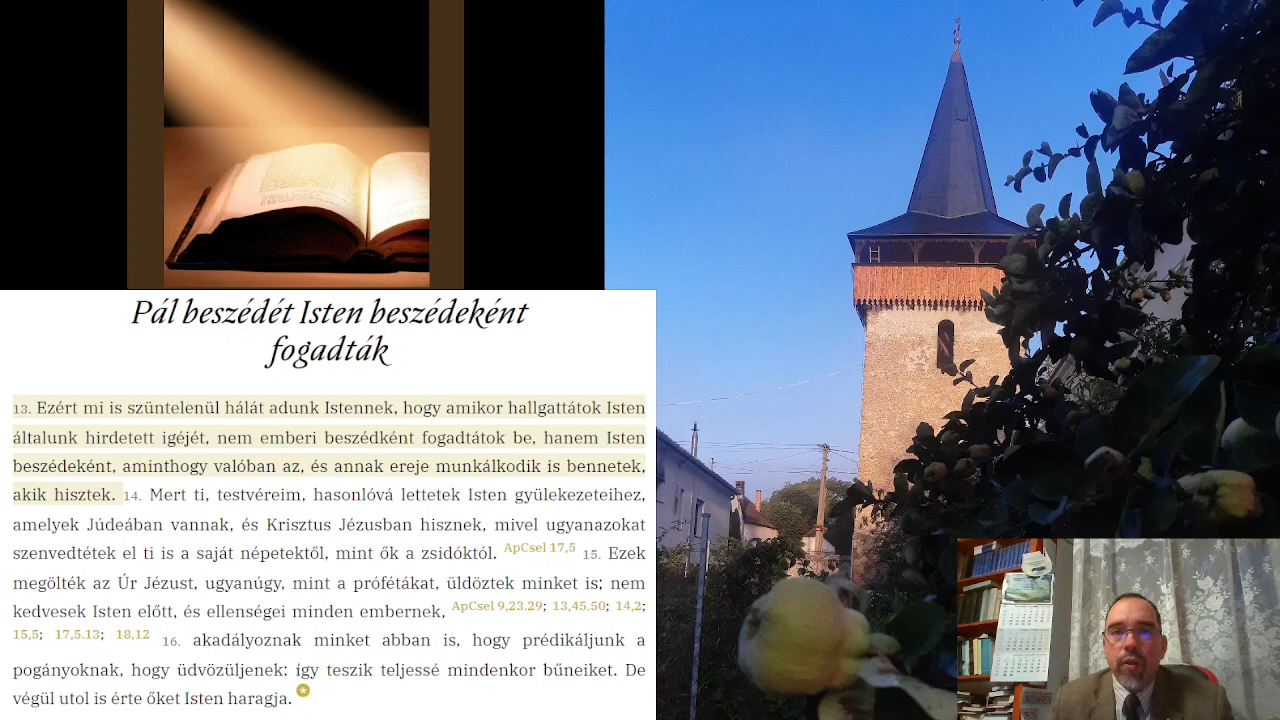 Pál beszédét Isten beszédeként
fogadták
13. Ezért mi is szüntelenül hálát adunk Istennek, hogy amikor hallgattátok Isten
általunk hirdetett igéjét, nem emberi beszédként fogadtátok be, hanem Isten
beszédeként, aminthogy valóban az, és annak ereje munkálkodik is bennetek,
akik hisztek. 14. Mert ti, testvéreim, hasonlóvá lettetek Isten gyülekezeteihez,
amelyek Júdeában vannak, és Krisztus Jézusban hisznek, mivel ugyanazokat
szenvedtétek el ti is a saját népetektől, mint ők a zsidóktól. ApCsel 17,5 15. Ezek
megölték az Úr Jézust, ugyanúgy, mint a prófétákat, üldöztek minket is; nem
kedvesek Isten előtt, és ellenségei minden embernek, ApCsel 9,23.29; 13,45.50; 14,2;
15,5; 17,5.13; 18,12 16. akadályoznak minket abban is, hogy prédikáljunk a
pogányoknak, hogy üdvözüljenek: így teszik teljessé mindenkor bűneiket. De
végül utol is érte őket Isten haragja.